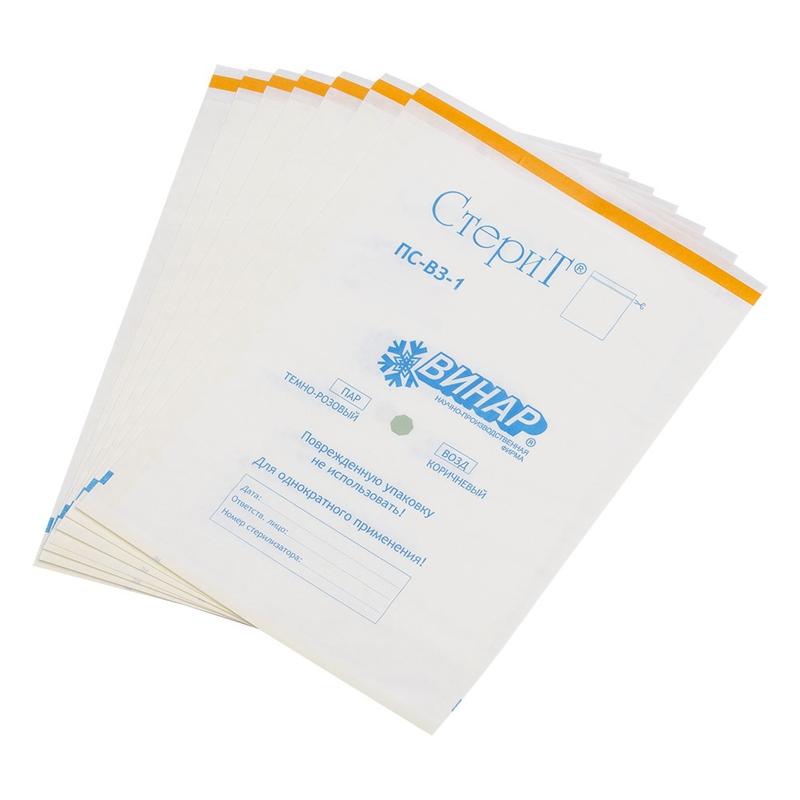 СтериТ®
ПС-ВЗ-1
ВИНАР®
НАУЧНО-ПРОИЗВОДСТВЕННАЯ
ФИРМА
ПАР
ТЕМНО-РОЗОВЫЙ
ВОЗД
КОРИЧНЕВЫЙ
Поврежденную упаковку
не использовать!
Для однократного применения!
Дата:
Ответств. лицо:
Номер стерилизатора: